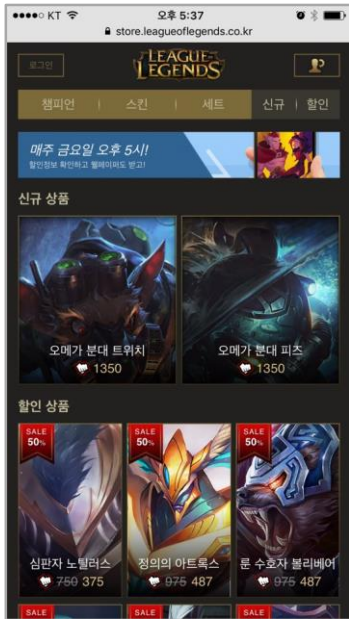 KT 오후 5:37
store.leagueoflegends.co.kr
로그인
LEAGUE OF LEGENDS
챔피언 | 스킨 | 세트 신규 | 할인
매주 금요일 오후 5시!
할인정보 확인하고 월페이퍼도 받고!
신규 상품
오메가 분대 트위치
1350
오메가 분대 피즈
1350
할인 상품
SALE
50%
심판자 노틸러스
750 375
SALE
50%
정의의 아트록스
975 487
SALE
50%
룬 수호자 볼리베어
975 487
SALE
SALE
SALE